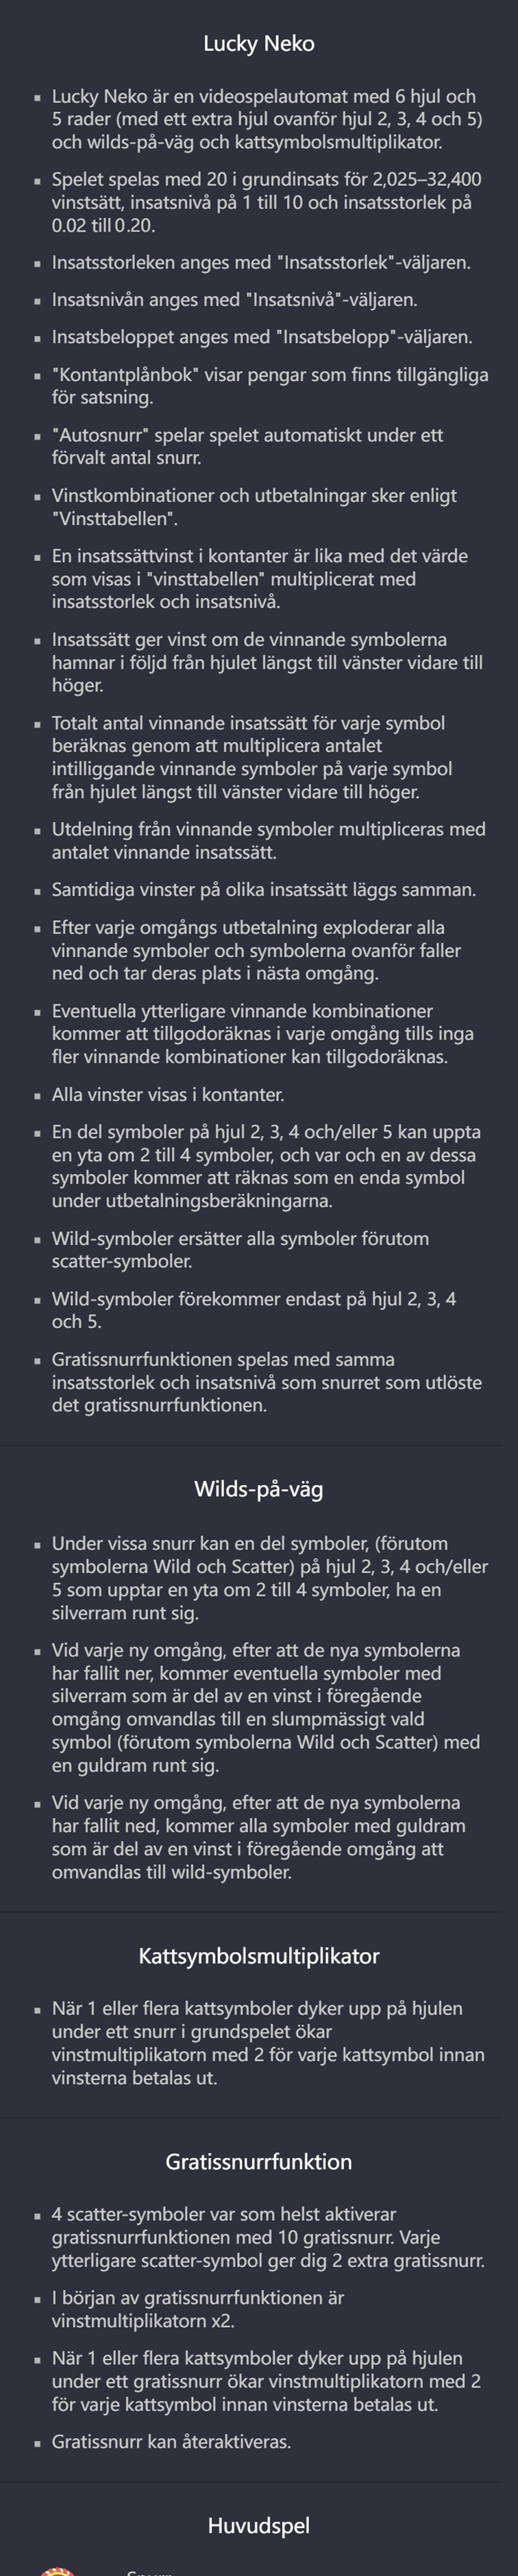 Lucky Neko
▪ Lucky Neko är en videospelautomat med 6 hjul och
5 rader (med ett extra hjul ovanför hjul 2, 3, 4 och 5)
och wilds-på-väg och kattsymbolsmultiplikator.
▪ Spelet spelas med 20 i grundinsats för 2,025–32,400
vinstsätt, insatsnivå på 1 till 10 och insatsstorlek på
0.02 till 0.20.
▪ Insatsstorleken anges med "Insatsstorlek"-väljaren.
▪ Insatsnivån anges med "Insatsnivå"-väljaren.
▪ Insatsbeloppet anges med "Insatsbelopp"-väljaren.
▪ "Kontantplånbok" visar pengar som finns tillgängliga
för satsning.
▪ "Autosnurr" spelar spelet automatiskt under ett
förvalt antal snurr.
▪ Vinstkombinationer och utbetalningar sker enligt
"Vinsttabellen".
▪ En insatssättvinst i kontanter är lika med det värde
som visas i "vinsttabellen" multiplicerat med
insatsstorlek och insatsnivå.
▪ Insatssätt ger vinst om de vinnande symbolerna
hamnar i följd från hjulet längst till vänster vidare till
höger.
▪ Totalt antal vinnande insatssätt för varje symbol
beräknas genom att multiplicera antalet
intilliggande vinnande symboler på varje symbol
från hjulet längst till vänster vidare till höger.
▪ Utdelning från vinnande symboler multipliceras med
antalet vinnande insatssätt.
▪ Samtidiga vinster på olika insatssätt läggs samman.
▪ Efter varje omgångs utbetalning exploderar alla
vinnande symboler och symbolerna ovanför faller
ned och tar deras plats i nästa omgång.
▪ Eventuella ytterligare vinnande kombinationer
kommer att tillgodoräknas i varje omgång tills inga
fler vinnande kombinationer kan tillgodoräknas.
▪ Alla vinster visas i kontanter.
▪ En del symboler på hjul 2, 3, 4 och/eller 5 kan uppta
en yta om 2 till 4 symboler, och var och en av dessa
symboler kommer att räknas som en enda symbol
under utbetalningsberäkningarna.
▪ Wild-symboler ersätter alla symboler förutom
scatter-symboler.
▪ Wild-symboler förekommer endast på hjul 2, 3, 4
och 5.
▪ Gratissnurrfunktionen spelas med samma
insatsstorlek och insatsnivå som snurret som utlöste
det gratissnurrfunktionen.
Wilds-på-väg
▪ Under vissa snurr kan en del symboler, (förutom
symbolerna Wild och Scatter) på hjul 2, 3, 4 och/eller
5 som upptar en yta om 2 till 4 symboler, ha en
silverram runt sig.
▪ Vid varje ny omgång, efter att de nya symbolerna
har fallit ner, kommer eventuella symboler med
silverram som är del av en vinst i föregående
omgång omvandlas till en slumpmässigt vald
symbol (förutom symbolerna Wild och Scatter) med
en guldram runt sig.
▪ Vid varje ny omgång, efter att de nya symbolerna
har fallit ned, kommer alla symboler med guldram
som är del av en vinst i föregående omgång att
omvandlas till wild-symboler.
Kattsymbolsmultiplikator
▪ När 1 eller flera kattsymboler dyker upp på hjulen
under ett snurr i grundspelet ökar
vinstmultiplikatorn med 2 för varje kattsymbol innan
vinsterna betalas ut.
Gratissnurrfunktion
▪ 4 scatter-symboler var som helst aktiverar
gratissnurrfunktionen med 10 gratissnurr. Varje
ytterligare scatter-symbol ger dig 2 extra gratissnurr.
▪ I början av gratissnurrfunktionen är
vinstmultiplikatorn x2.
▪ När 1 eller flera kattsymboler dyker upp på hjulen
under ett gratissnurr ökar vinstmultiplikatorn med 2
för varje kattsymbol innan vinsterna betalas ut.
▪ Gratissnurr kan återaktiveras.
Huvudspel